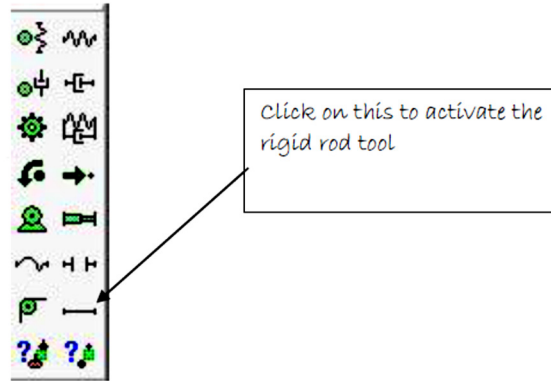 Click on this to activate the
rigid rod tool
? ?